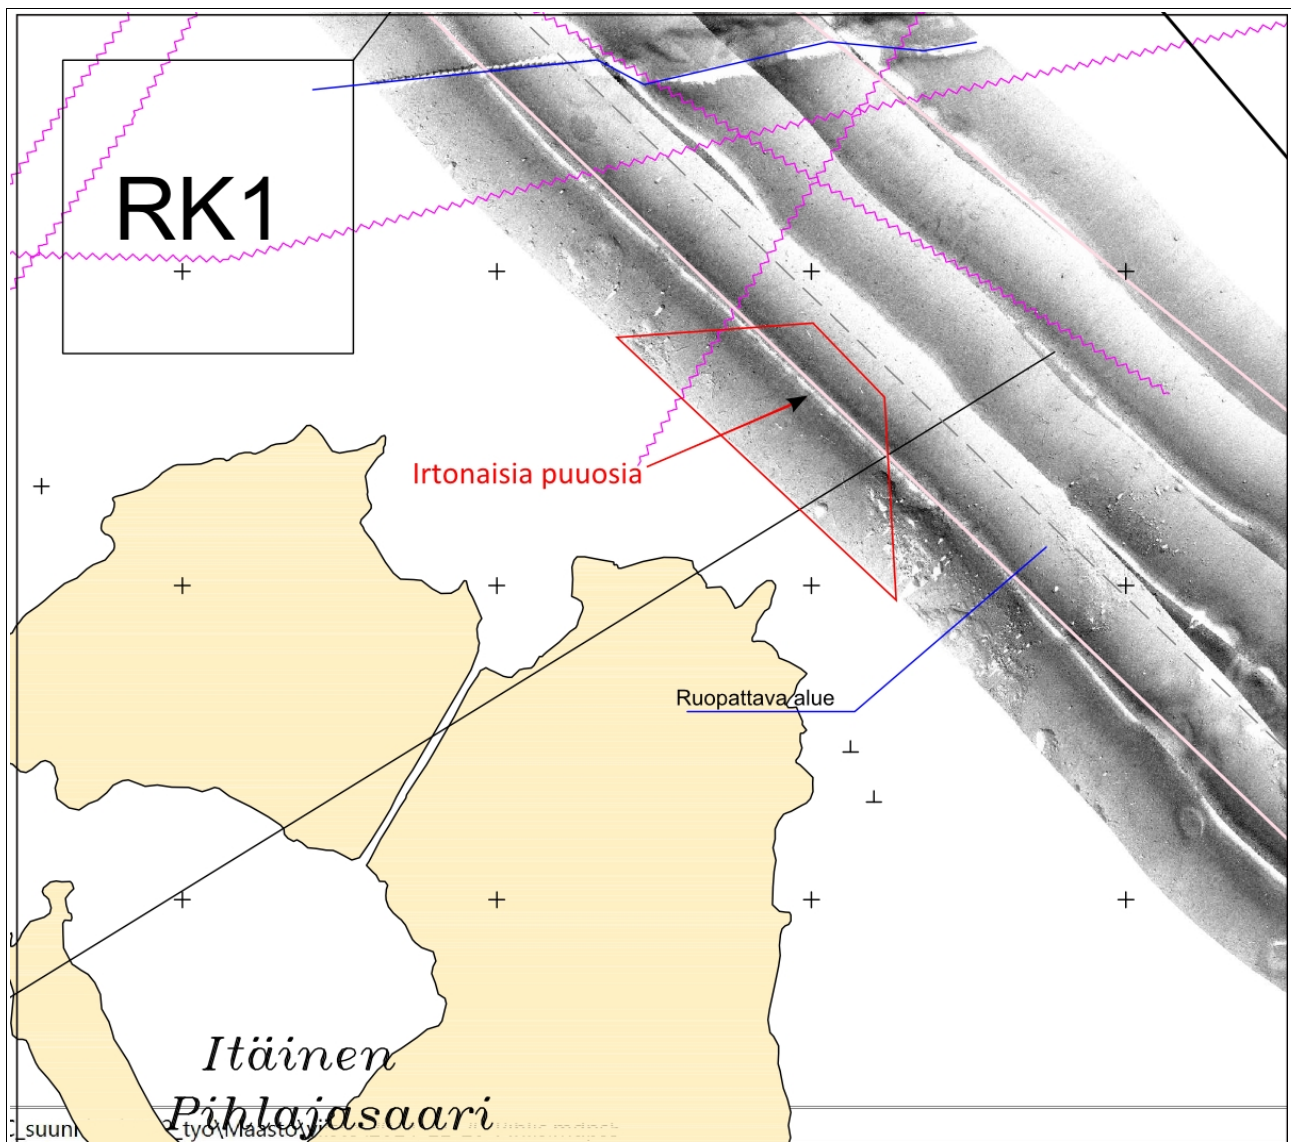 RK1
Irtonaisia puuosia
Ruopattava alue
Itäinen
Pihlajasaari